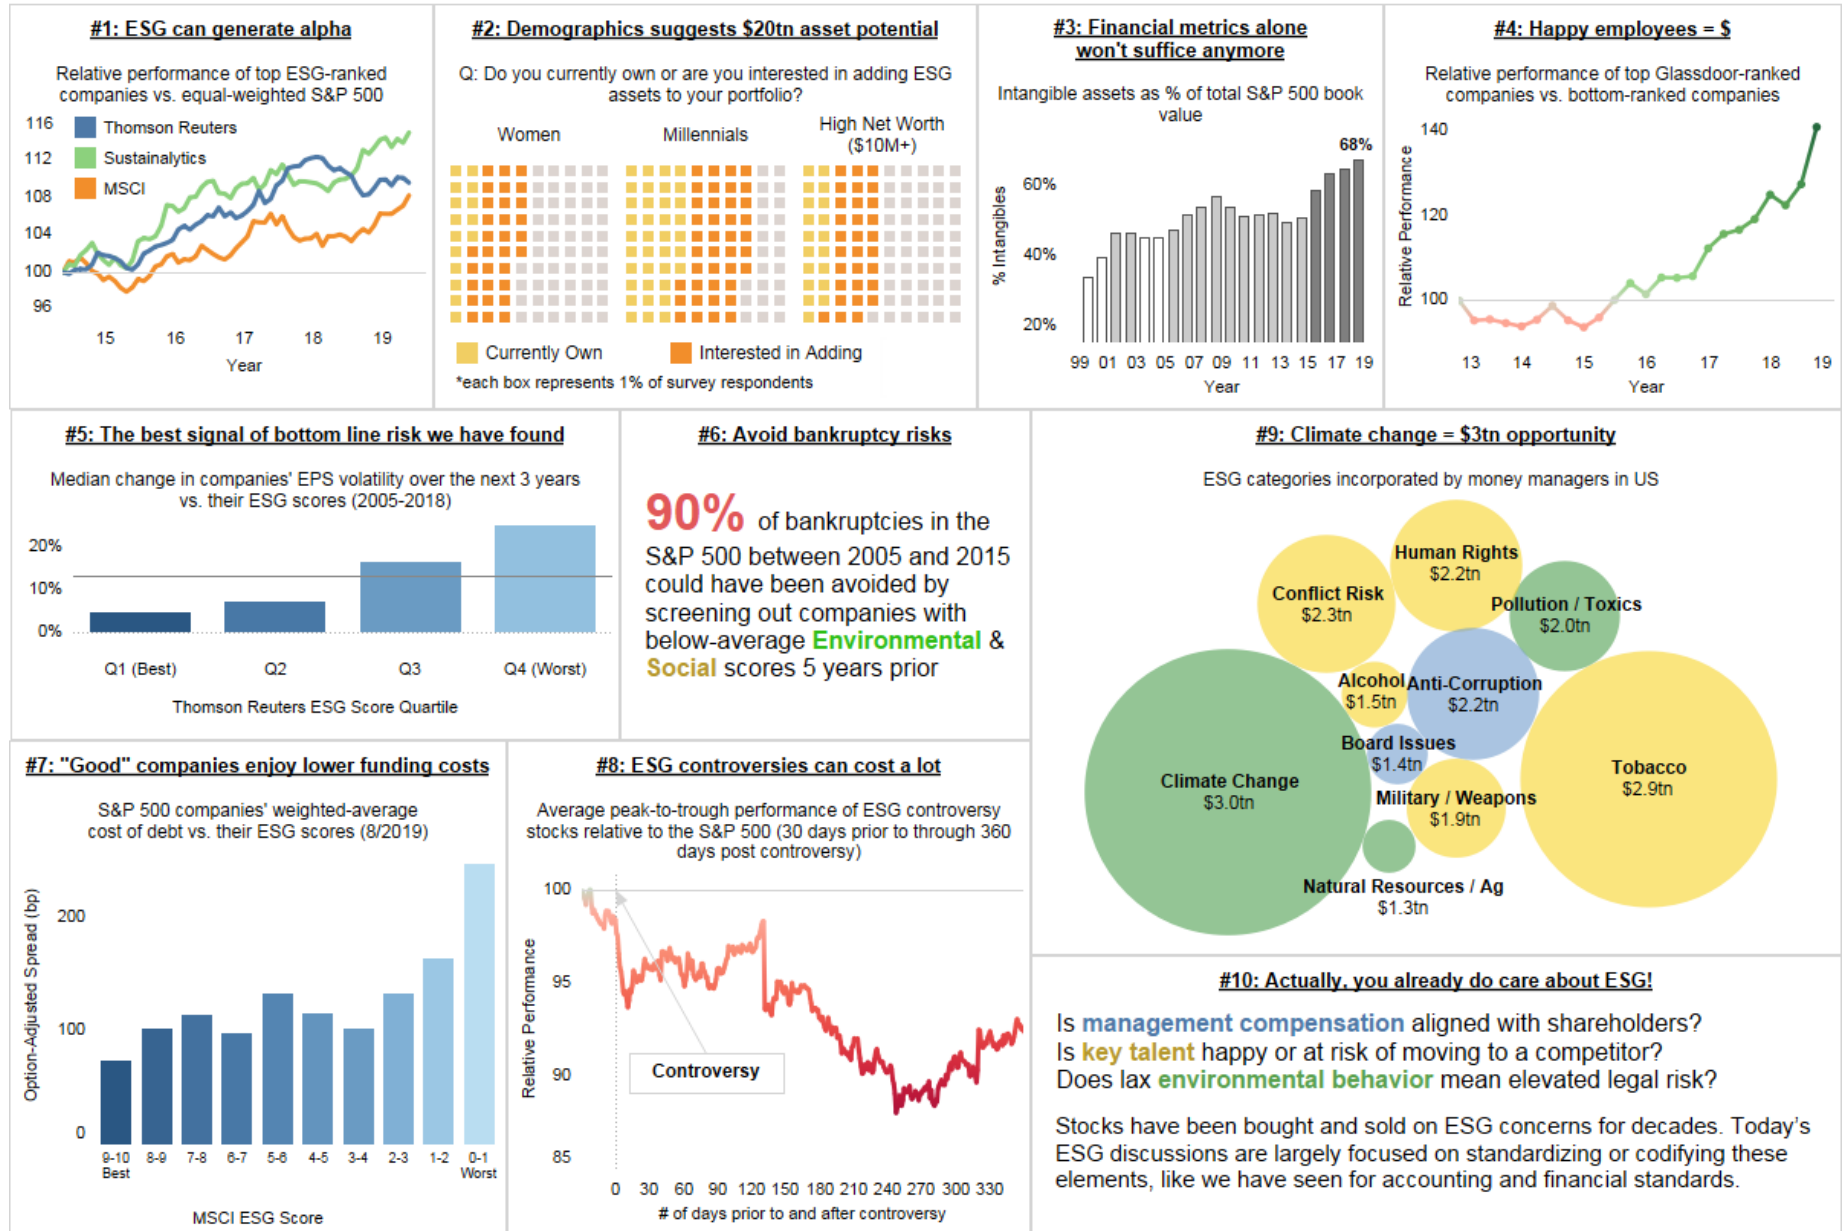 #1: ESG can generate alpha
Relative performance of top ESG-ranked
companies vs. equal-weighted S&P 500
116
112
108
104
100
96
Thomson Reuters
Sustainalytics
MSCI
15 16 17 18 19
Year
#2: Demographics suggests $20tn asset potential
Q: Do you currently own or are you interested in adding ESG
assets to your portfolio?
Women
Millennials
High Net Worth
($10M+)
Currently Own
Interested in Adding
*each box represents 1% of survey respondents
#3: Financial metrics alone
won't suffice anymore
Intangible assets as % of total S&P 500 book
value
68%
% Intangibles
60%
40%
20%
99 01 03 05 07 09 11 13 15 17 19
Year
#4: Happy employees = $
Relative performance of top Glassdoor-ranked
companies vs. bottom-ranked companies
Relative Performance
140
120
100
13 14 15 16 17 18 19
Year
#5: The best signal of bottom line risk we have found
Median change in companies' EPS volatility over the next 3 years
vs. their ESG scores (2005-2018)
20%
10%
0%
Q1 (Best) Q2 Q3 Q4 (Worst)
Thomson Reuters ESG Score Quartile
#6: Avoid bankruptcy risks
90% of bankruptcies in the
S&P 500 between 2005 and 2015
could have been avoided by
screening out companies with
below-average Environmental &
Social scores 5 years prior
#7: "Good" companies enjoy lower funding costs
S&P 500 companies' weighted-average
cost of debt vs. their ESG scores (8/2019)
Option-Adjusted Spread (bp)
200
100
0
9-10 8-9 7-8 6-7 5-6 4-5 3-4 2-3 1-2 0-1
Best Worst
MSCI ESG Score
#8: ESG controversies can cost a lot
Average peak-to-trough performance of ESG controversy
stocks relative to the S&P 500 (30 days prior to through 360
days post controversy)
Relative Performance
100
95
90
85
Controversy
0 30 60 90 120 150 180 210 240 270 300 330
# of days prior to and after controversy
#9: Climate change = $3tn opportunity
ESG categories incorporated by money managers in US
Human Rights
$2.2tn
Conflict Risk
$2.3tn
Pollution / Toxics
$2.0tn
Alcohol
$1.5tn
Anti-Corruption
$2.2tn
Board Issues
$1.4tn
Climate Change
$3.0tn
Tobacco
$2.9tn
Military / Weapons
$1.9tn
Natural Resources / Ag
$1.3tn
#10: Actually, you already do care about ESG!
Is management compensation aligned with shareholders?
Is key talent happy or at risk of moving to a competitor?
Does lax environmental behavior mean elevated legal risk?
Stocks have been bought and sold on ESG concerns for decades. Today's
ESG discussions are largely focused on standardizing or codifying these
elements, like we have seen for accounting and financial standards.